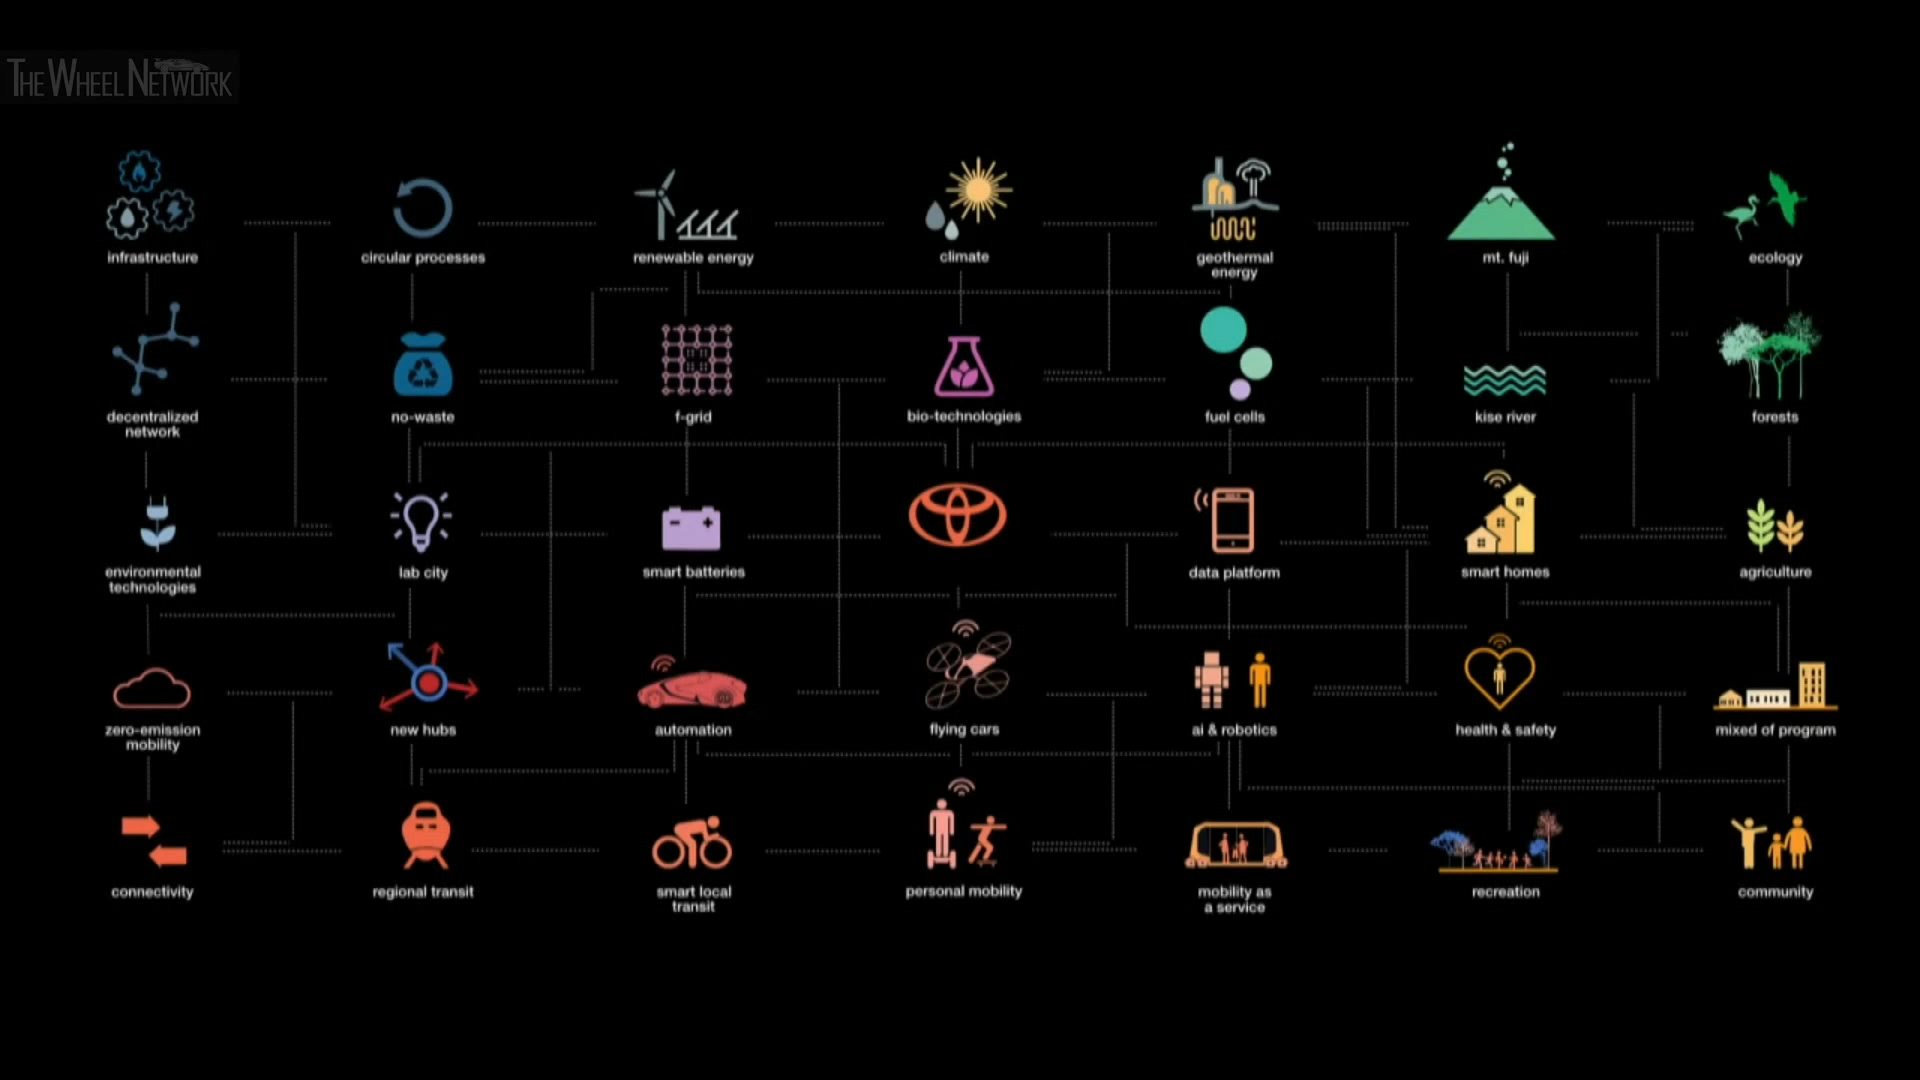 THE WHEEL NETWORK
infrastructure
circular processes
renewable energy
climate
geothermal
energy
mt. fuji
ecology
decentralized
network
no-waste
f-grid
bio-technologies
fuel cells
kise river
forests
environmental
technologies
lab city
smart batteries
data platform
smart homes
agriculture
zero-emission
mobility
new hubs
automation
flying cars
ai & robotics
health & safety
mixed of program
connectivity
regional transit
smart local
transit
personal mobility
mobility as
a service
recreation
community